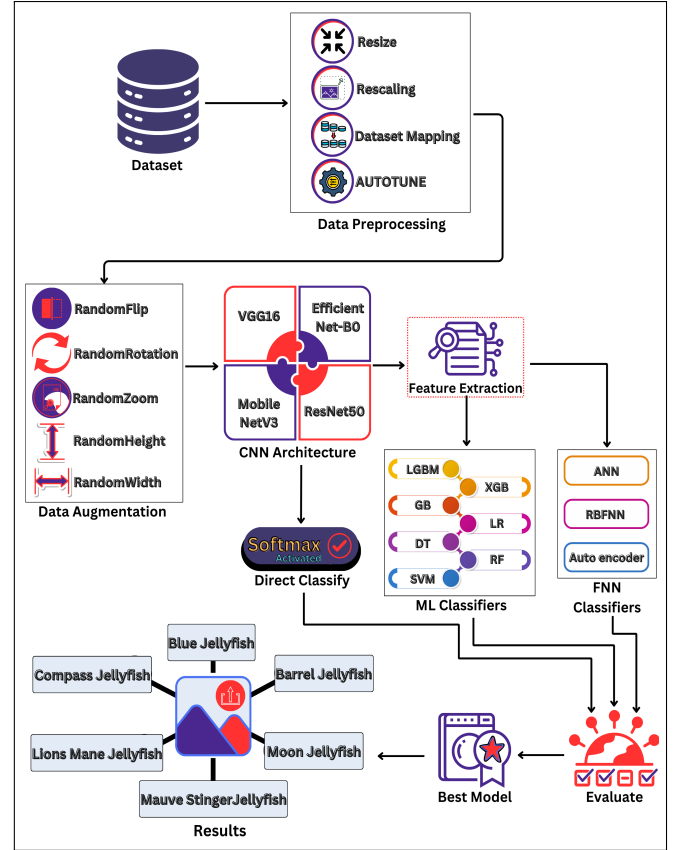 Resize
Rescaling
Dataset Mapping
AUTOTUNE
Dataset
Data Preprocessing
RandomFlip
RandomRotation
RandomZoom
RandomHeight
RandomWidth
Data Augmentation
VGG16
Efficient
Net-B0
Mobile
NetV3
ResNet50
CNN Architecture
Feature Extraction
Softmax
Activated
Direct Classify
LGBM
XGB
GB
LR
DT
RF
SVM
ML Classifiers
ANN
RBFNN
Auto encoder
FNN
Classifiers
Blue Jellyfish
Compass Jellyfish
Barrel Jellyfish
Lions Mane Jellyfish
Moon Jellyfish
Mauve StingerJellyfish
Results
Best Model
Evaluate